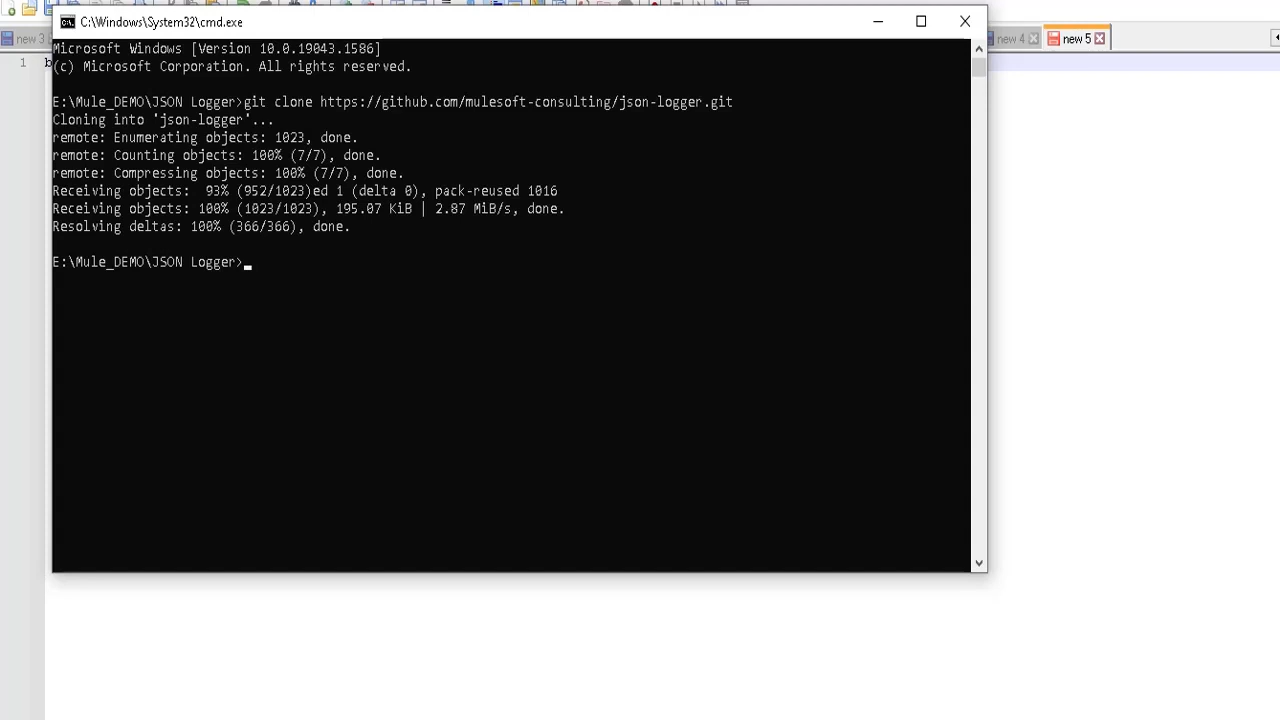 C:\Windows\System32\cmd.exe
new 3
new 4
new 5
1
Microsoft Windows [Version 10.0.19043.1586]
(c) Microsoft Corporation. All rights reserved.
E:\Mule_DEMO\JSON Logger>git clone https://github.com/mulesoft-consulting/json-logger.git
Cloning into 'json-logger'...
remote: Enumerating objects: 1023, done.
remote: Counting objects: 100% (7/7), done.
remote: Compressing objects: 100% (7/7), done.
Receiving objects:  93% (952/1023)ed 1 (delta 0), pack-reused 1016
Receiving objects: 100% (1023/1023), 195.07 KiB | 2.87 MiB/s, done.
Resolving deltas: 100% (366/366), done.
E:\Mule_DEMO\JSON Logger>